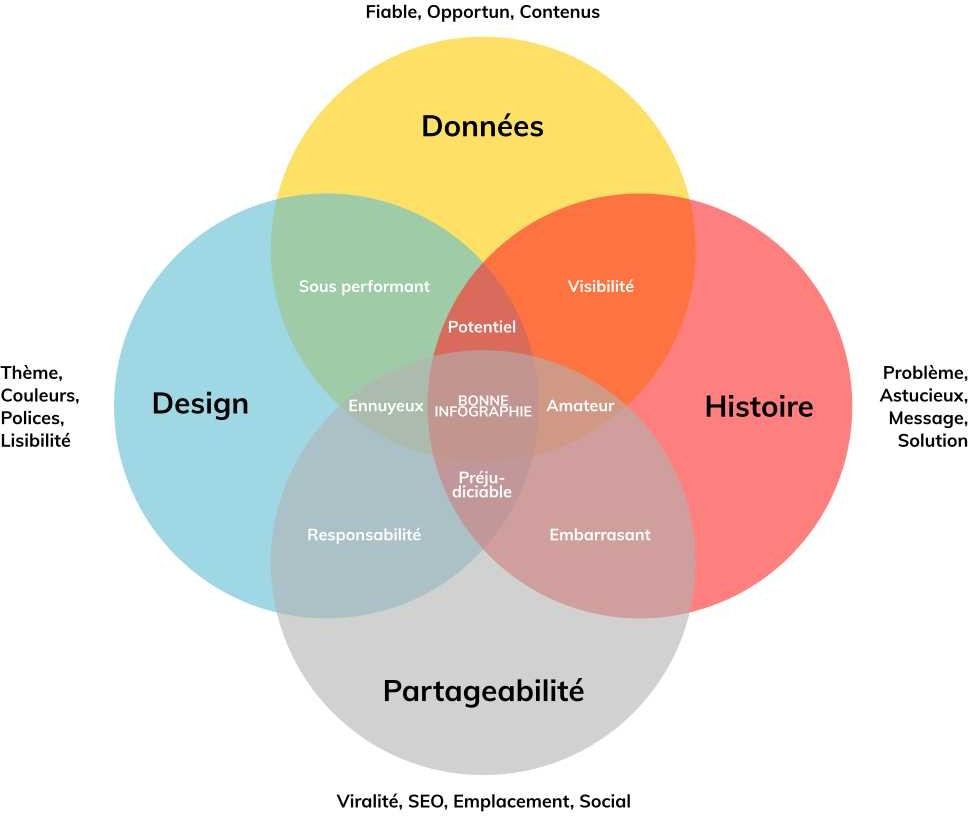 Fiable, Opportun, Contenus
Données
Sous performant
Visibilité
Potentiel
Thème,
Couleurs,
Polices,
Lisibilité
Design
Ennuyeux
BONNE
INFOGRAPHIE
Amateur
Histoire
Problème,
Astucieux,
Message,
Solution
Préju-
diciable
Responsabilité
Embarrasant
Partageabilité
Viralité, SEO, Emplacement, Social